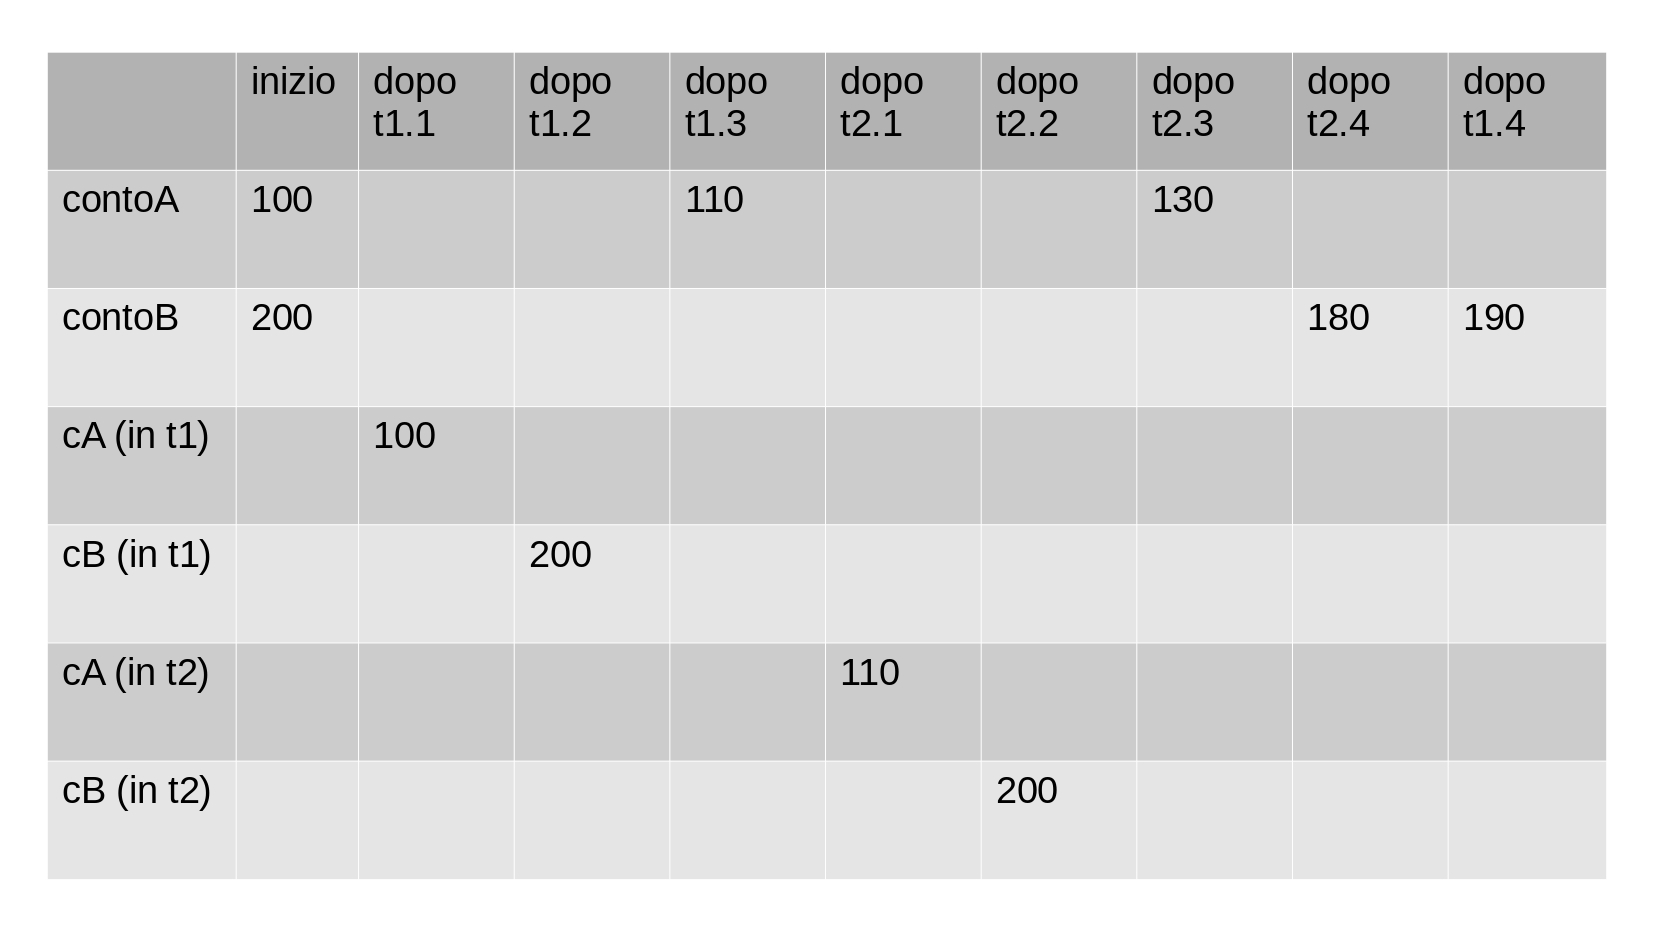 inizio dopo t1.1 dopo t1.2 dopo t1.3 dopo t2.1 dopo t2.2 dopo t2.3 dopo t2.4 dopo t1.4
contoA 100 110 130
contoB 200 180 190
cA (in t1) 100
cB (in t1) 200
cA (in t2) 110
cB (in t2) 200